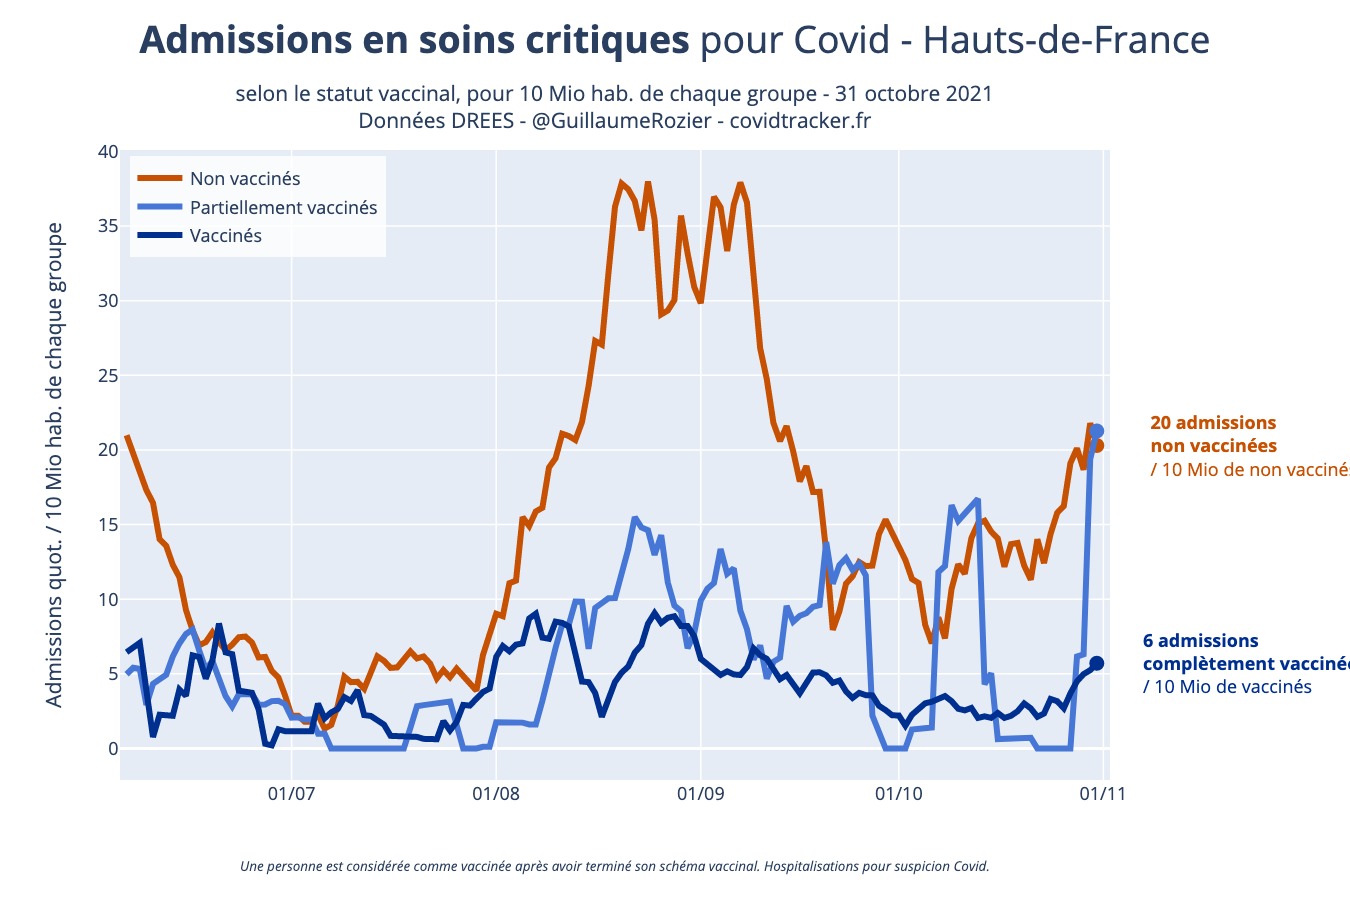 Admissions en soins critiques pour Covid - Hauts-de-France
selon le statut vaccinal, pour 10 Mio hab. de chaque groupe - 31 octobre 2021
Données DREES - @GuillaumeRozier - covidtracker.fr
Admissions quot. / 10 Mio hab. de chaque groupe
40
35
30
25
20
15
10
5
0
Non vaccinés
Partiellement vaccinés
Vaccinés
20 admissions
non vaccinées
/ 10 Mio de non vaccinés
6 admissions
complètement vacciné
/ 10 Mio de vaccinés
01/07
01/08
01/09
01/10
01/11
Une personne est considérée comme vaccinée après avoir terminé son schéma vaccinal. Hospitalisations pour suspicion Covid.